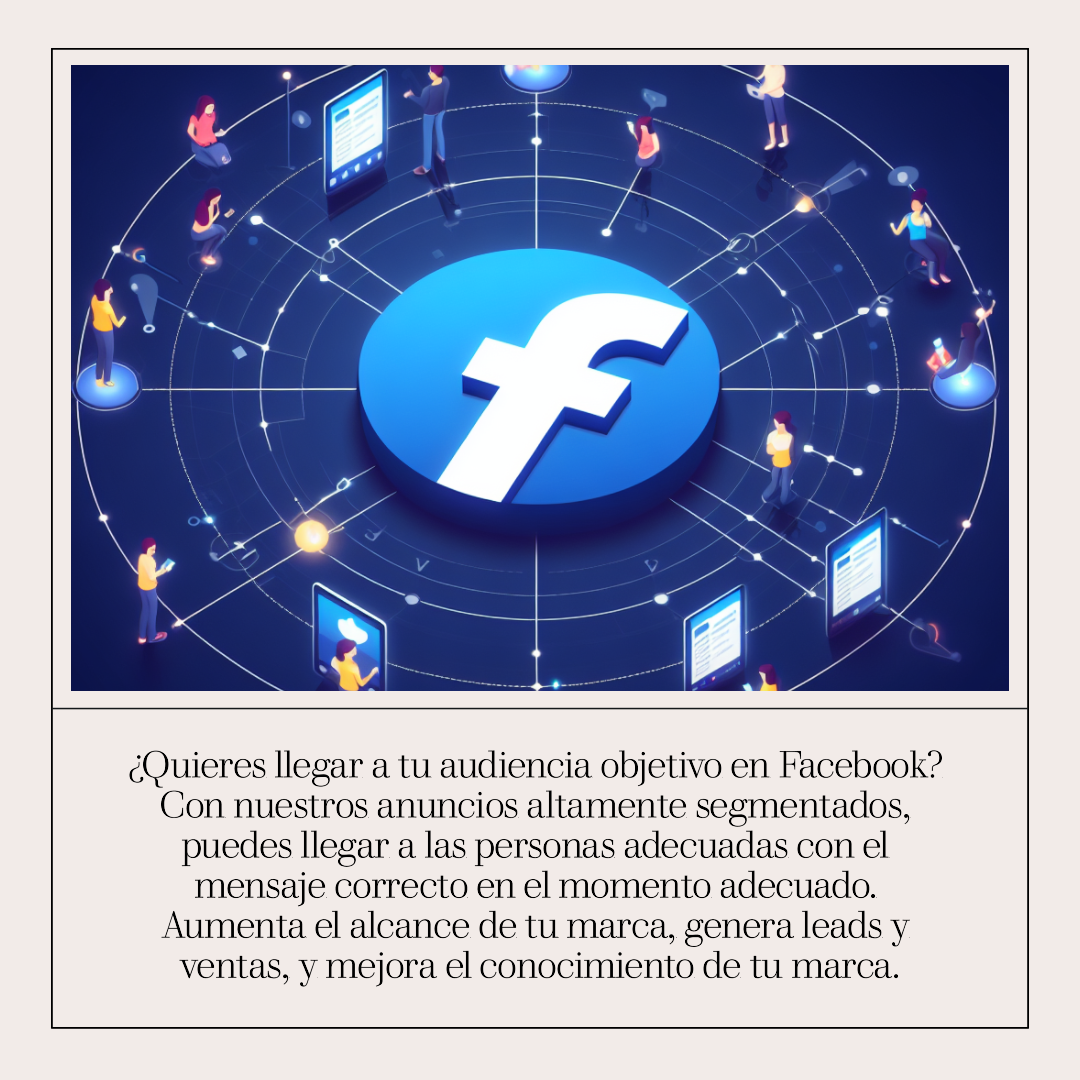 f
¿Quieres llegar a tu audiencia objetivo en Facebook?
Con nuestros anuncios altamente segmentados,
puedes llegar a las personas adecuadas con el
mensaje correcto en el momento adecuado.
Aumenta el alcance de tu marca, genera leads y
ventas, y mejora el conocimiento de tu marca.